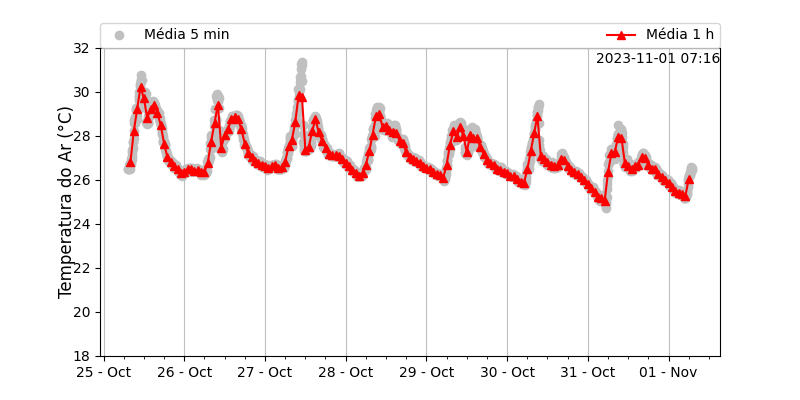 Média 5 min
Média 1 h
2023-11-01 07:16
Temperatura do Ar (°C)
32
30
28
26
24
22
20
18
25 - Oct
26 - Oct
27 - Oct
28 - Oct
29 - Oct
30 - Oct
31 - Oct
01 - Nov